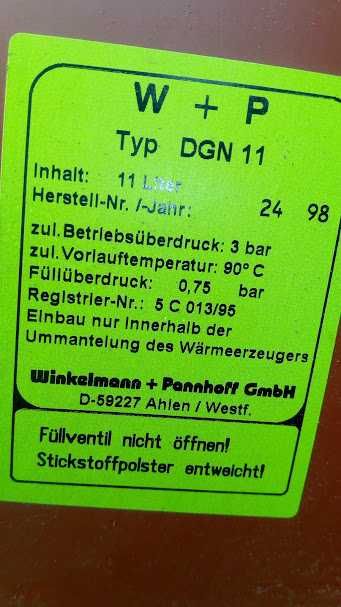 W + P
Typ DGN 11
Inhalt: 11 Liter
Herstell-Nr. /-Jahr: 24 98
zul.Betriebsüberdruck: 3 bar
zul.Vorlauftemperatur: 90° C
Füllüberdruck: 0,75 bar
Registrier-Nr.: 5 C 013/95
Einbau nur innerhalb der
Ummantelung des Wärmeerzeugers
Winkelmann + Pannhoff GmbH
D-59227 Ahlen / Westf.
Füllventil nicht öffnen!
Stickstoffpolster entweicht!